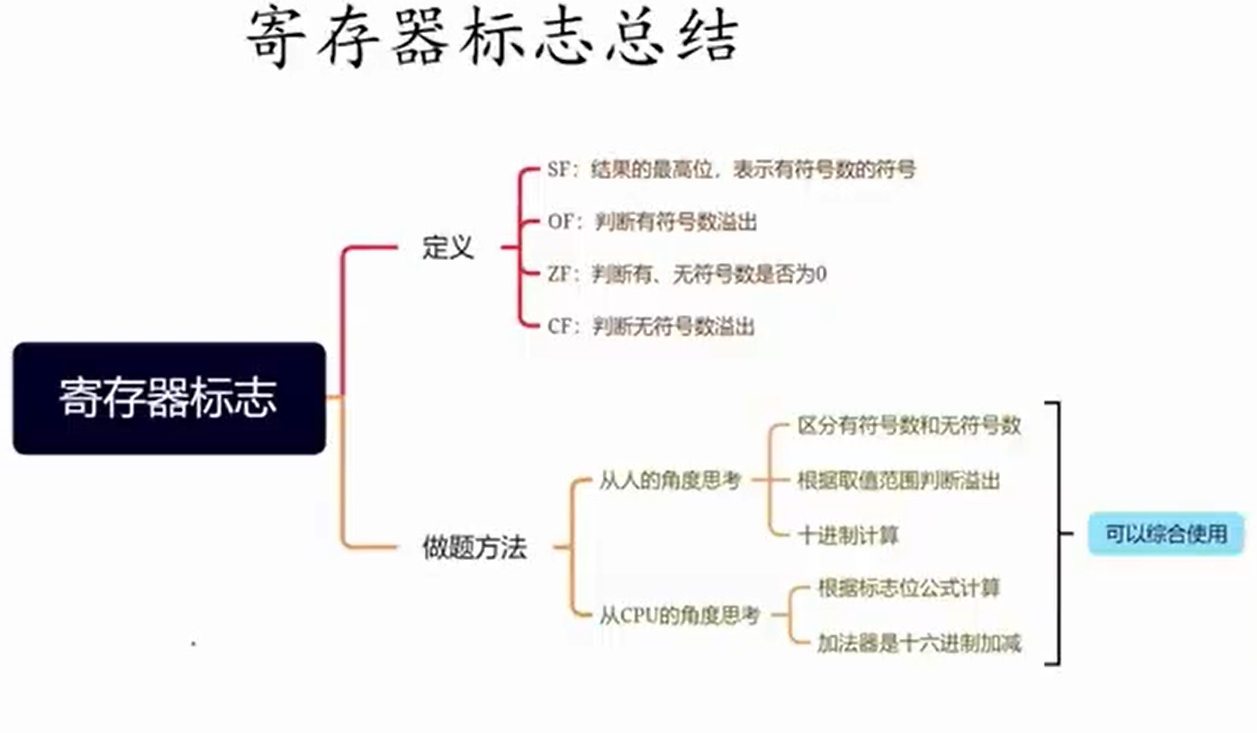 寄存器标志总结
SF：结果的最高位，表示有符号数的符号
OF：判断有符号数溢出
定义
ZF：判断有、无符号数是否为0
CF：判断无符号数溢出
寄存器标志
区分有符号数和无符号数
从人的角度思考
根据取值范围判断溢出
十进制计算
做题方法
可以综合使用
根据标志位公式计算
从CPU的角度思考
加法器是十六进制加减